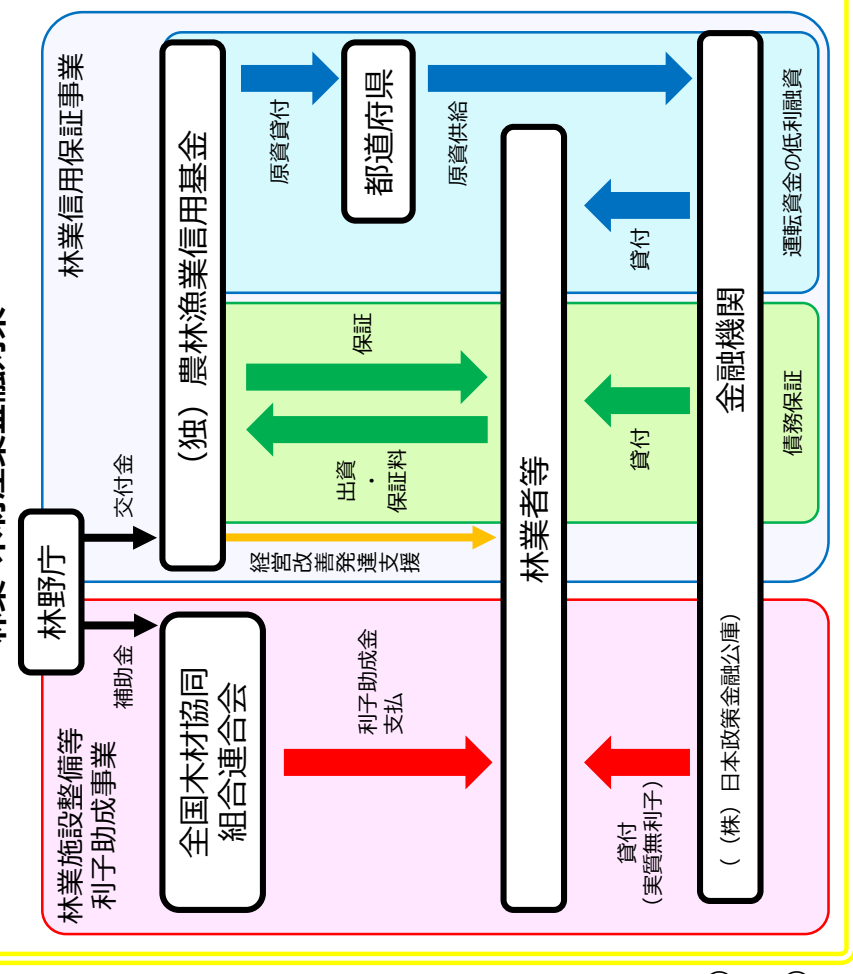 林野庁
補助金
交付金
林業施設整備等
利子助成事業
全国木材協同
組合連合会
利子助成金
支払
貸付
（実質無利子）
林業信用保証事業
（独）農林漁業信用基金
経営改善発達支援
出資
・
保証料
保証
貸付
債務保証
原資貸付
都道府県
原資供給
貸付
運転資金の低利融資
林業者等
（（株）日本政策金融公庫）
金融機関